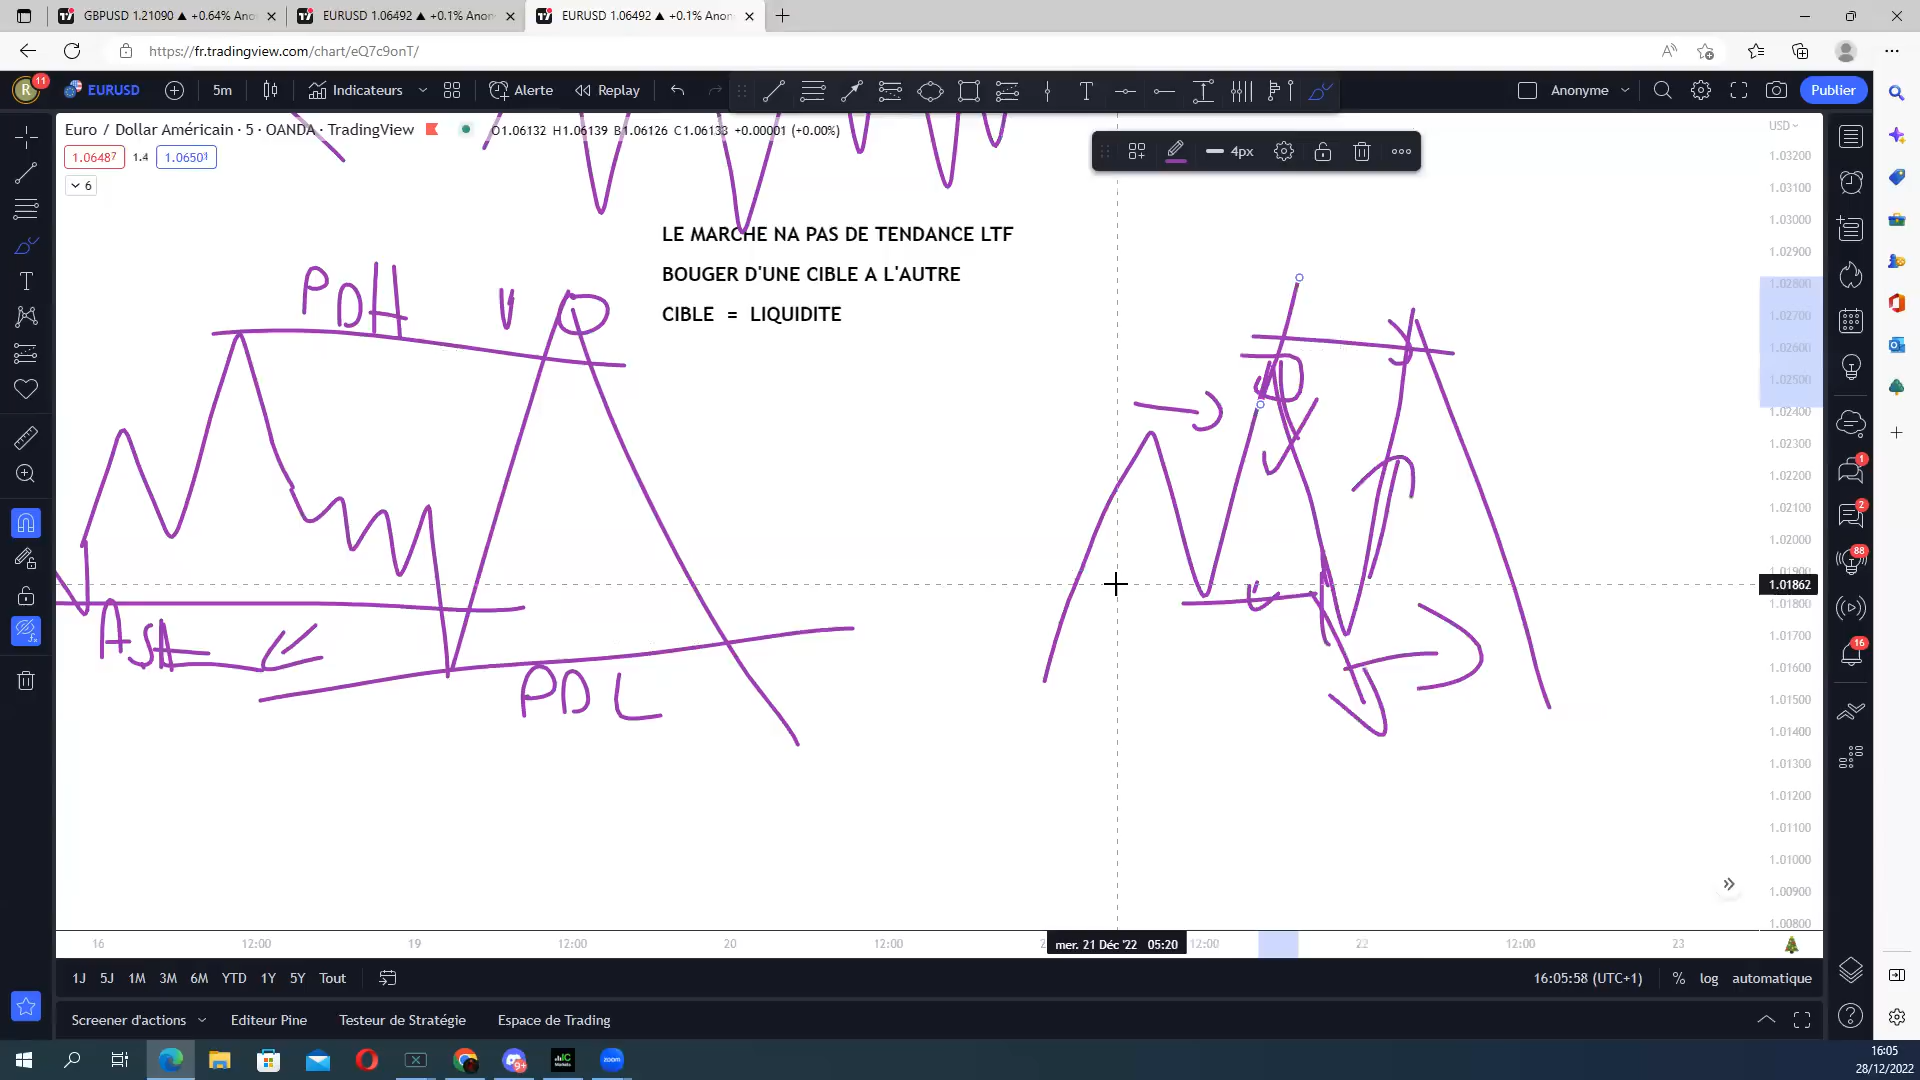 GBPUSD 1.21090 ▲ +0.64% Anon
EURUSD 1.06492 ▲ +0.1% Anon
EURUSD 1.06492 ▲ +0.1% Anon
https://fr.tradingview.com/chart/eQ7c9onT/
R
11
EURUSD
5m
Indicateurs
Alerte
Replay
Anonyme
Publier
Euro / Dollar Américain · 5 · OANDA · TradingView
O1.06132 H1.06139 B1.06126 C1.06133 +0.00001 (+0.00%)
1.06487
1.4
6
4px
USD
LE MARCHE NA PAS DE TENDANCE LTF
BOUGER D'UNE CIBLE A L'AUTRE
CIBLE = LIQUIDITE
PDH
PDL
1.03200
1.03100
1.03000
1.02900
1.02800
1.02700
1.02600
1.02500
1.02400
1.02300
1.02200
1.02100
1.02000
1.01862
1.01800
1.01700
1.01600
1.01500
1.01400
1.01300
1.01200
1.01100
1.01000
1.00900
1.00800
1
2
88
16
16
12:00
19
12:00
20
12:00
mer. 21 Déc '22 05:20
12:00
22
12:00
23
1J
5J
1M
3M
6M
YTD
1Y
5Y
Tout
16:05:58 (UTC+1)
%
log
automatique
Screener d'actions
Editeur Pine
Testeur de Stratégie
Espace de Trading
zoom
16:05
28/12/2022